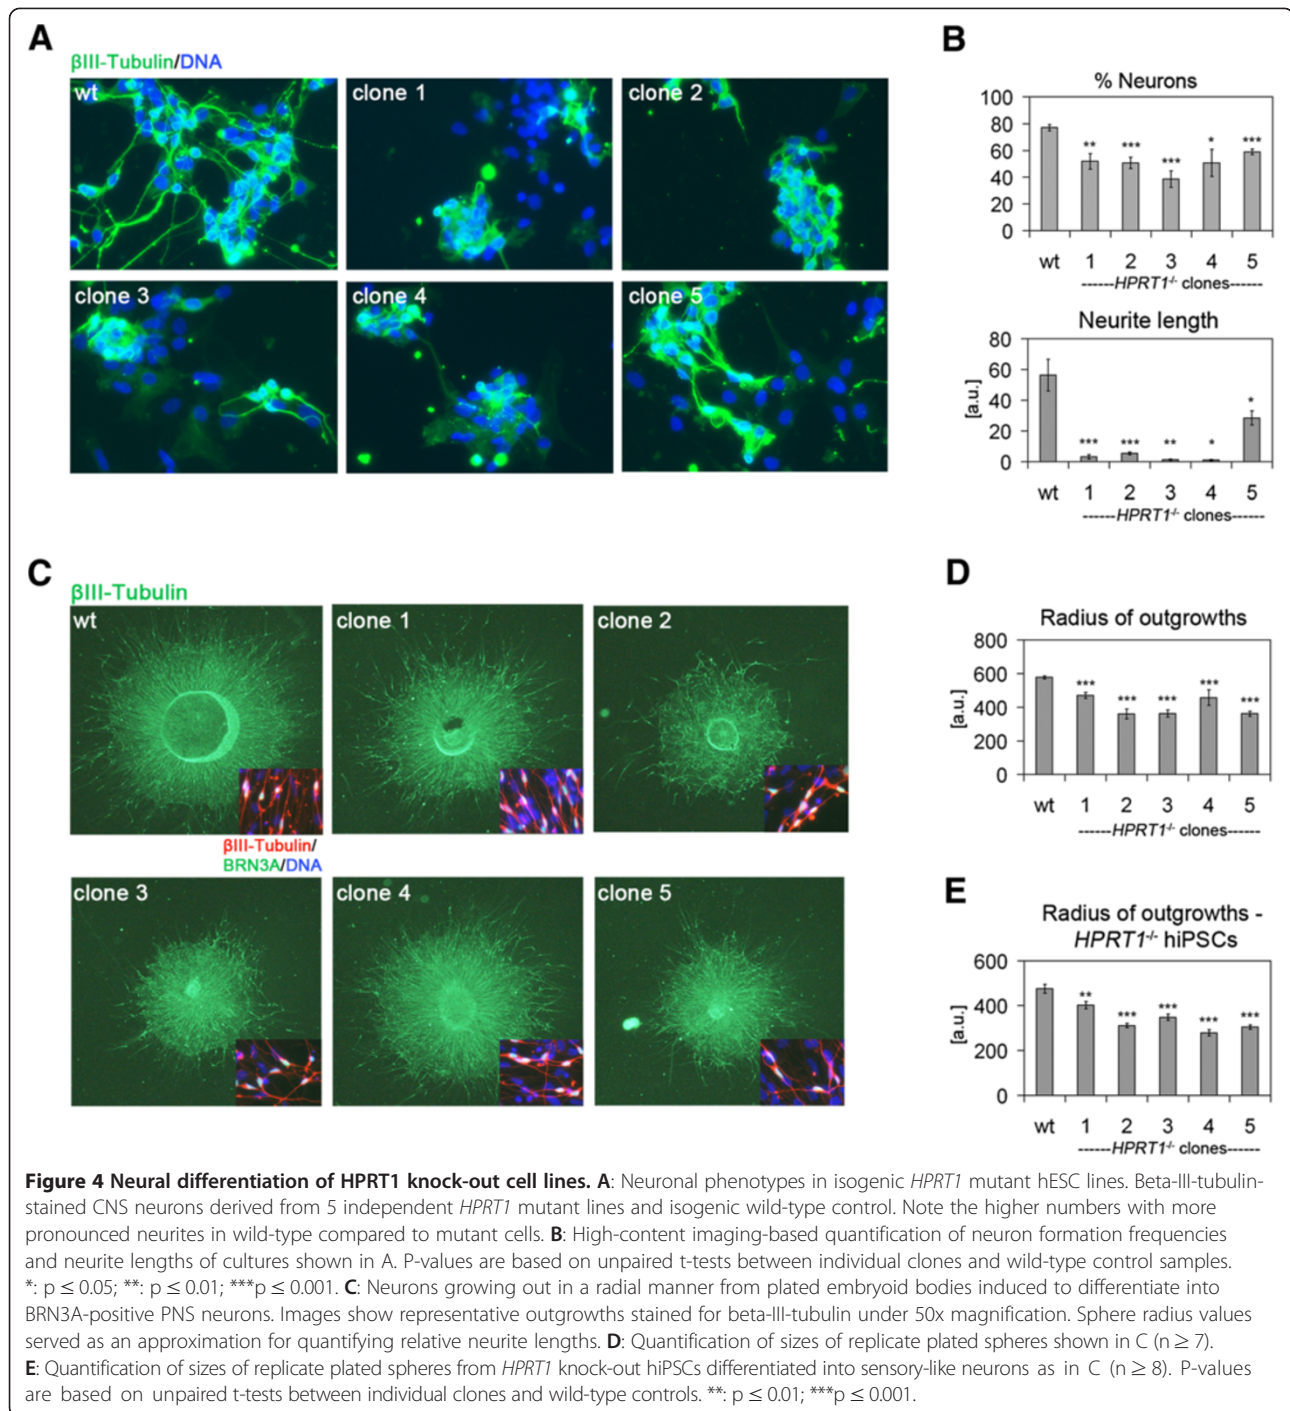 A
βIII-Tubulin/DNA
wt
clone 1
clone 2
clone 3
clone 4
clone 5
B
% Neurons
100
80
60
40
20
0
** *** *** * ***
wt 1 2 3 4 5
------HPRT1-/- clones------
Neurite length
[a.u.]
80
60
40
20
0
*** *** ** * *
wt 1 2 3 4 5
------HPRT1-/- clones------
C
βIII-Tubulin
wt
clone 1
clone 2
βIII-Tubulin/
BRN3A/DNA
clone 3
clone 4
clone 5
D
Radius of outgrowths
[a.u.]
800
600
400
200
0
*** *** *** *** ***
wt 1 2 3 4 5
------HPRT1-/- clones------
E
Radius of outgrowths -
HPRT1-/- hiPSCs
[a.u.]
600
400
200
0
** *** *** *** ***
wt 1 2 3 4 5
------HPRT1-/- clones------
Figure 4 Neural differentiation of HPRT1 knock-out cell lines. A: Neuronal phenotypes in isogenic HPRT1 mutant hESC lines. Beta-III-tubulin-
stained CNS neurons derived from 5 independent HPRT1 mutant lines and isogenic wild-type control. Note the higher numbers with more
pronounced neurites in wild-type compared to mutant cells. B: High-content imaging-based quantification of neuron formation frequencies
and neurite lengths of cultures shown in A. P-values are based on unpaired t-tests between individual clones and wild-type control samples.
*: p ≤ 0.05; **: p ≤ 0.01; ***p ≤ 0.001. C: Neurons growing out in a radial manner from plated embryoid bodies induced to differentiate into
BRN3A-positive PNS neurons. Images show representative outgrowths stained for beta-III-tubulin under 50x magnification. Sphere radius values
served as an approximation for quantifying relative neurite lengths. D: Quantification of sizes of replicate plated spheres shown in C (n ≥ 7).
E: Quantification of sizes of replicate plated spheres from HPRT1 knock-out hiPSCs differentiated into sensory-like neurons as in C (n ≥ 8). P-values
are based on unpaired t-tests between individual clones and wild-type controls. **: p ≤ 0.01; ***p ≤ 0.001.